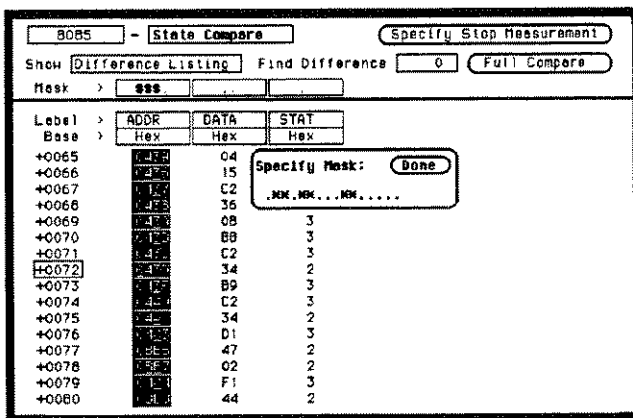 8085 - State Compare Specify Stop Measurement
Show Difference Listing Find Difference 0 Full Compare
Mask > $$$. .. .
Label > ADDR DATA STAT
Base > Hex Hex Hex
Specify Mask: Done
.**.**...**.....
+0065 04
+0066 15
+0067 C2
+0068 36
+0069 08 3
+0070 B8 3
+0071 C2 3
+0072 34 2
+0073 B9 3
+0074 C2 3
+0075 34 2
+0076 D1 3
+0077 47 2
+0078 02 2
+0079 F1 3
+0080 44 2